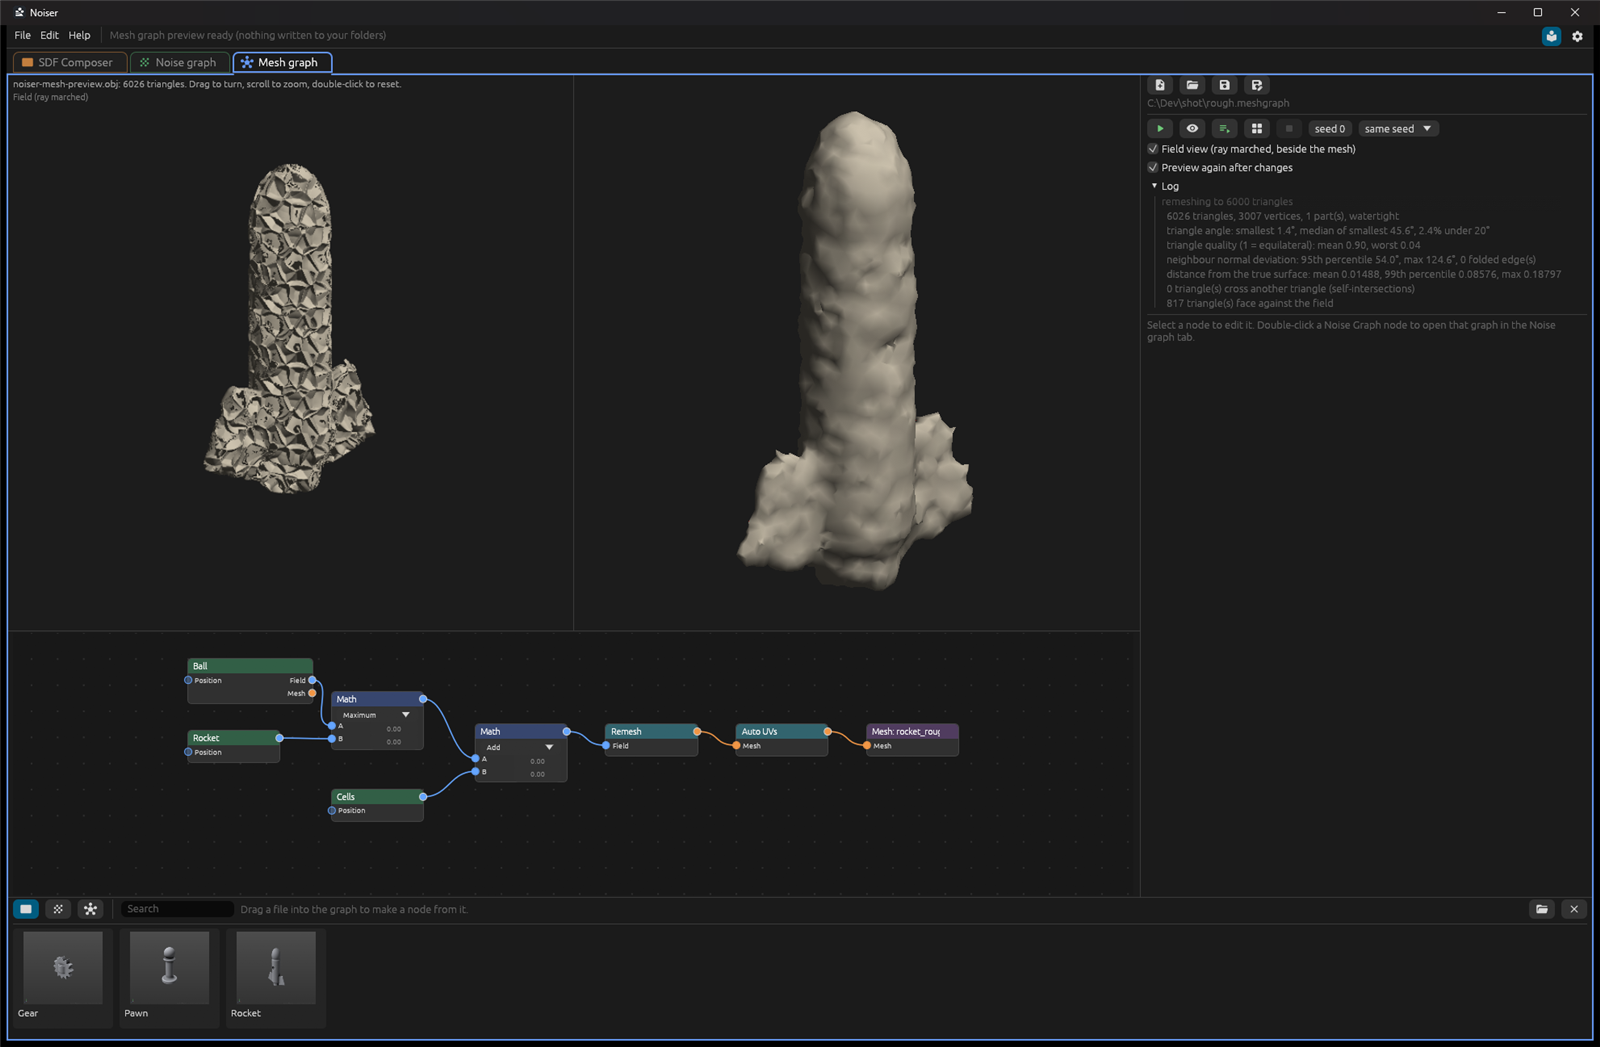 Noiser
File Edit Help Mesh graph preview ready (nothing written to your folders)
SDF Composer Noise graph Mesh graph
noiser-mesh-preview.obj: 6026 triangles. Drag to turn, scroll to zoom, double-click to reset.
Field (ray marched)
C:\Dev\shot\rough.meshgraph
seed 0 same seed
Field view (ray marched, beside the mesh)
Preview again after changes
Log
remeshing to 6000 triangles
6026 triangles, 3007 vertices, 1 part(s), watertight
triangle angle: smallest 1.4°, median of smallest 45.6°, 2.4% under 20°
triangle quality (1 = equilateral): mean 0.90, worst 0.04
neighbour normal deviation: 95th percentile 54.0°, max 124.6°, 0 folded edge(s)
distance from the true surface: mean 0.01488, 99th percentile 0.08576, max 0.18797
0 triangle(s) cross another triangle (self-intersections)
817 triangle(s) face against the field
Select a node to edit it. Double-click a Noise Graph node to open that graph in the Noise
graph tab.
Ball
Position Field
Mesh
Rocket
Position
Math
Maximum
A 0.00
B 0.00
Cells
Position
Math
Add
A 0.00
B 0.00
Remesh
Field
Auto UVs
Mesh
Mesh: rocket_roug
Mesh
Search Drag a file into the graph to make a node from it.
Gear Pawn Rocket